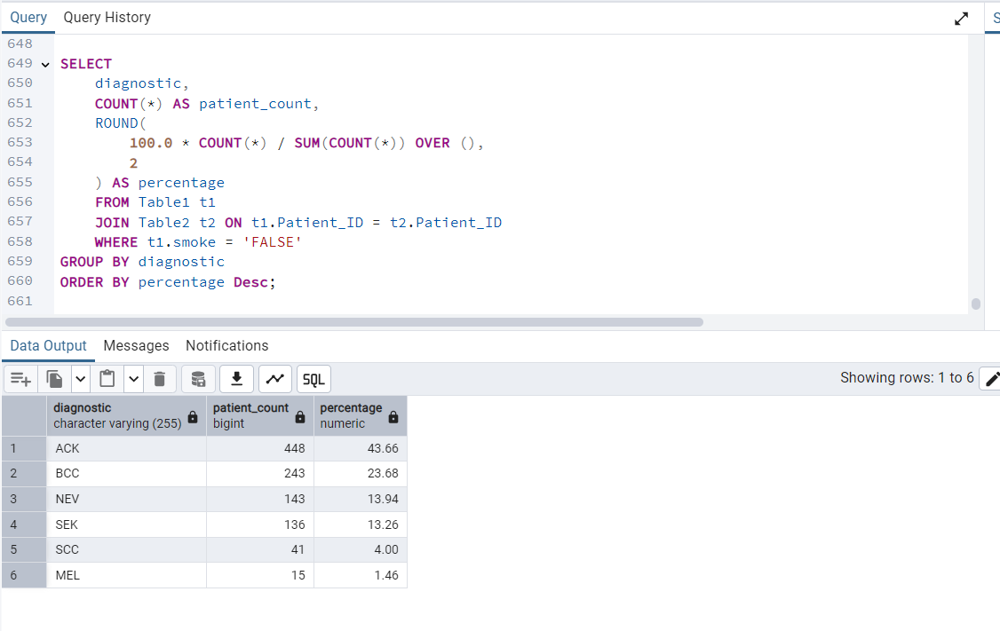 Query Query History
S
648
649 SELECT
650 diagnostic,
651 COUNT(*) AS patient_count,
652 ROUND(
653 100.0 * COUNT(*) / SUM(COUNT(*)) OVER (),
654 2
655 ) AS percentage
656 FROM Table1 t1
657 JOIN Table2 t2 ON t1.Patient_ID = t2.Patient_ID
658 WHERE t1.smoke = 'FALSE'
659 GROUP BY diagnostic
660 ORDER BY percentage Desc;
661
Data Output Messages Notifications
SQL Showing rows: 1 to 6
diagnostic patient_count percentage
character varying (255) bigint numeric
1 ACK 448 43.66
2 BCC 243 23.68
3 NEV 143 13.94
4 SEK 136 13.26
5 SCC 41 4.00
6 MEL 15 1.46